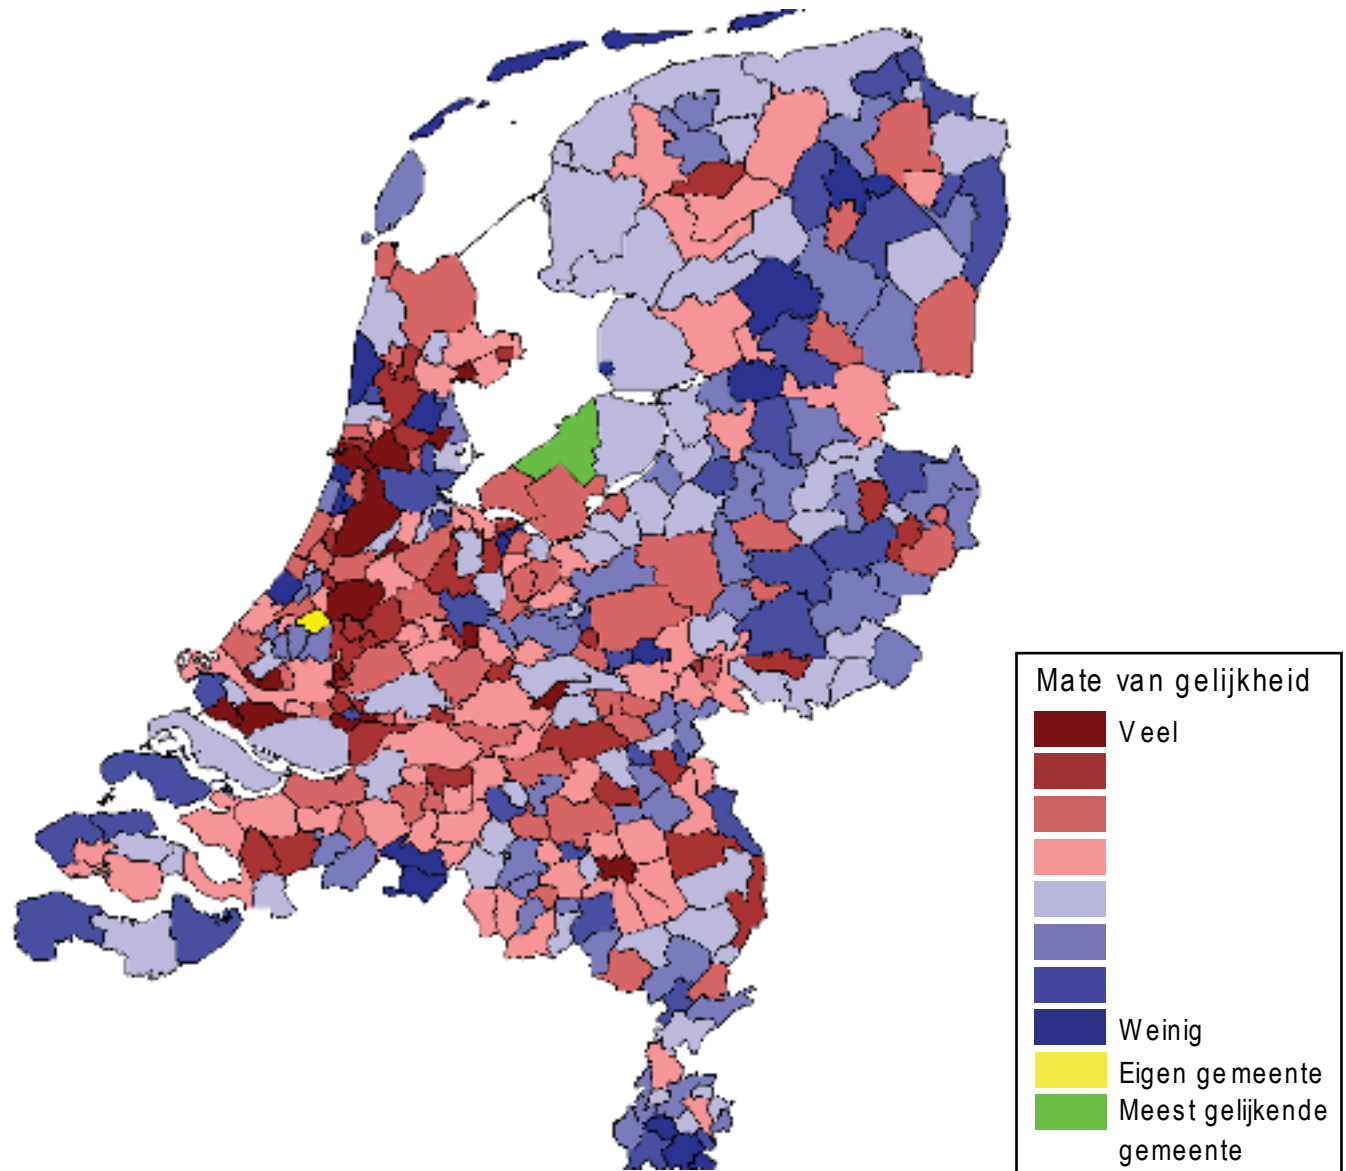 Mate van gelijkheid
Veel
Weinig
Eigen gemeente
Meest gelijkende
gemeente